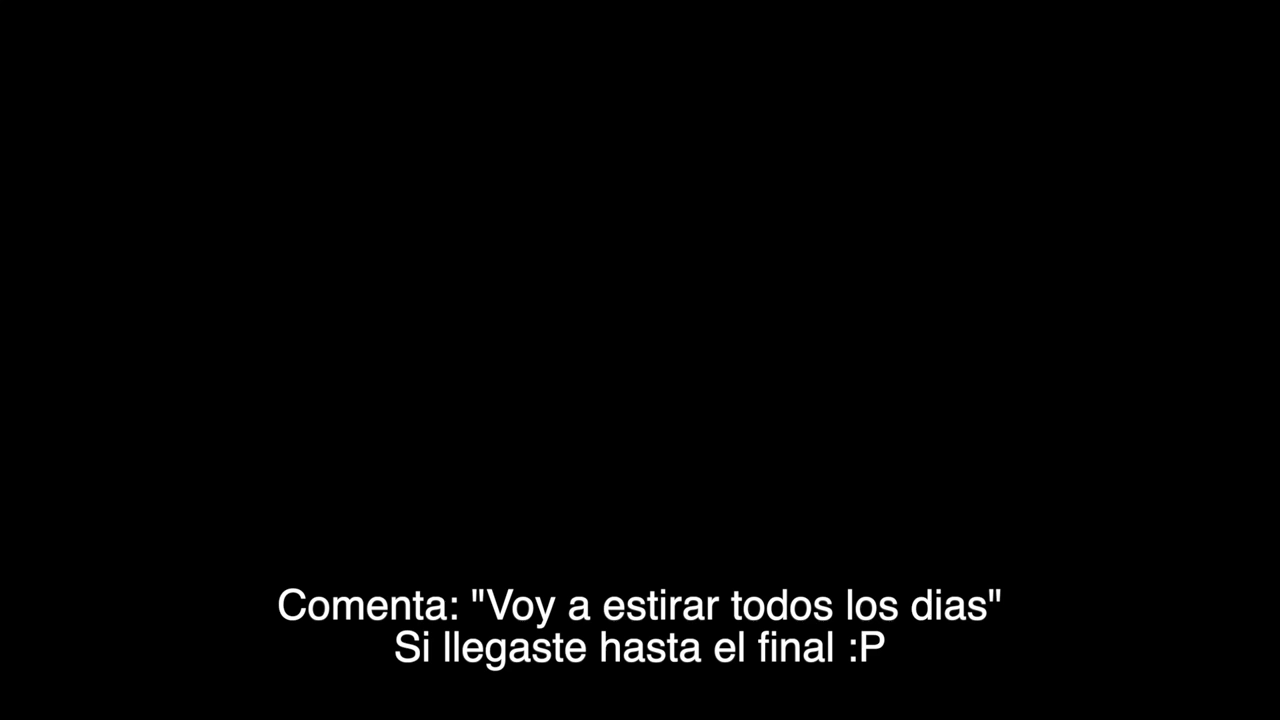 Comenta: "Voy a estirar todos los dias"
Si llegaste hasta el final :P